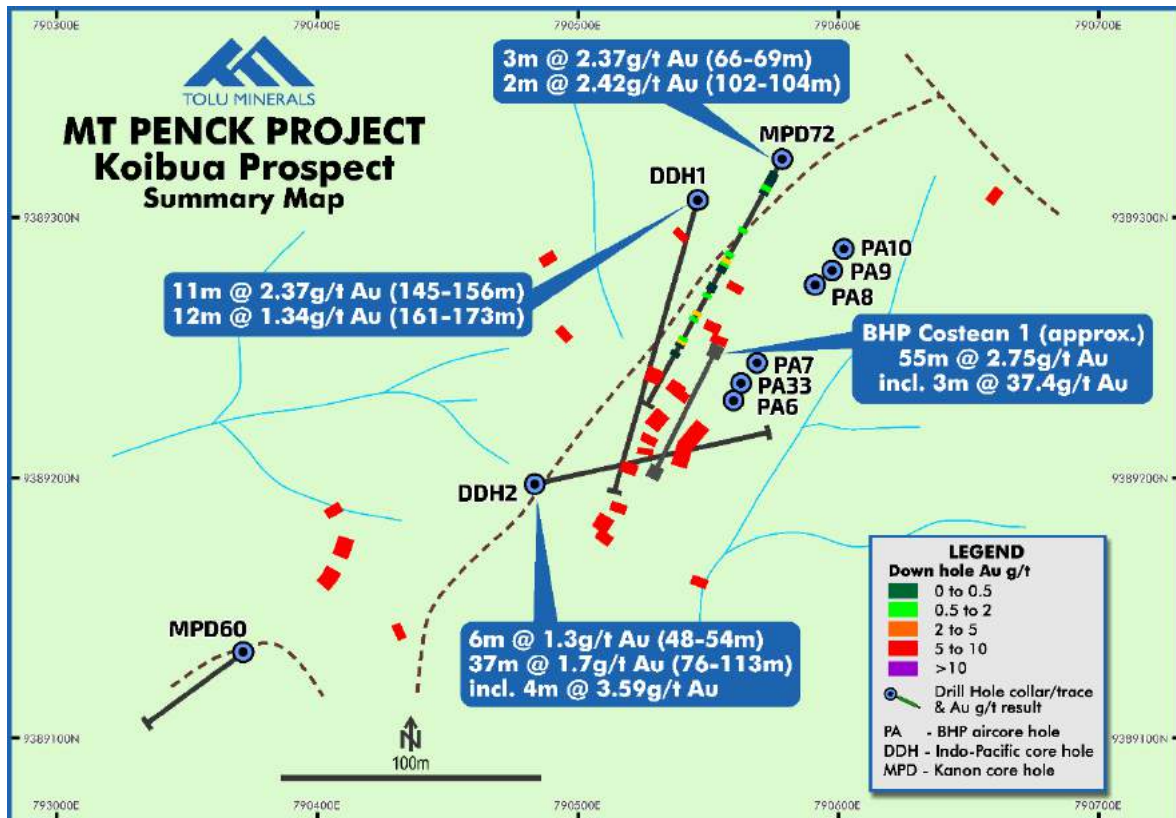 790300E
790400E
790500E
790600E
790700E
TOLU MINERALS
MT PENCK PROJECT
Koibua Prospect
Summary Map
3m @ 2.37g/t Au (66-69m)
2m @ 2.42g/t Au (102-104m)
MPD72
DDH1
9389300N
9389300N
PA10
PA9
PA8
11m @ 2.37g/t Au (145-156m)
12m @ 1.34g/t Au (161-173m)
BHP Costean 1 (approx.)
55m @ 2.75g/t Au
incl. 3m @ 37.4g/t Au
PA7
PA33
PA6
9389200N
9389200N
DDH2
MPD60
6m @ 1.3g/t Au (48-54m)
37m @ 1.7g/t Au (76-113m)
incl. 4m @ 3.59g/t Au
LEGEND
Down hole Au g/t
0 to 0.5
0.5 to 2
2 to 5
5 to 10
>10
Drill Hole collar/trace
& Au g/t result
PA - BHP aircore hole
DDH - Indo-Pacific core hole
MPD - Kanon core hole
9389100N
9389100N
N
100m
793000E
790400E
790500E
790600E
790700E